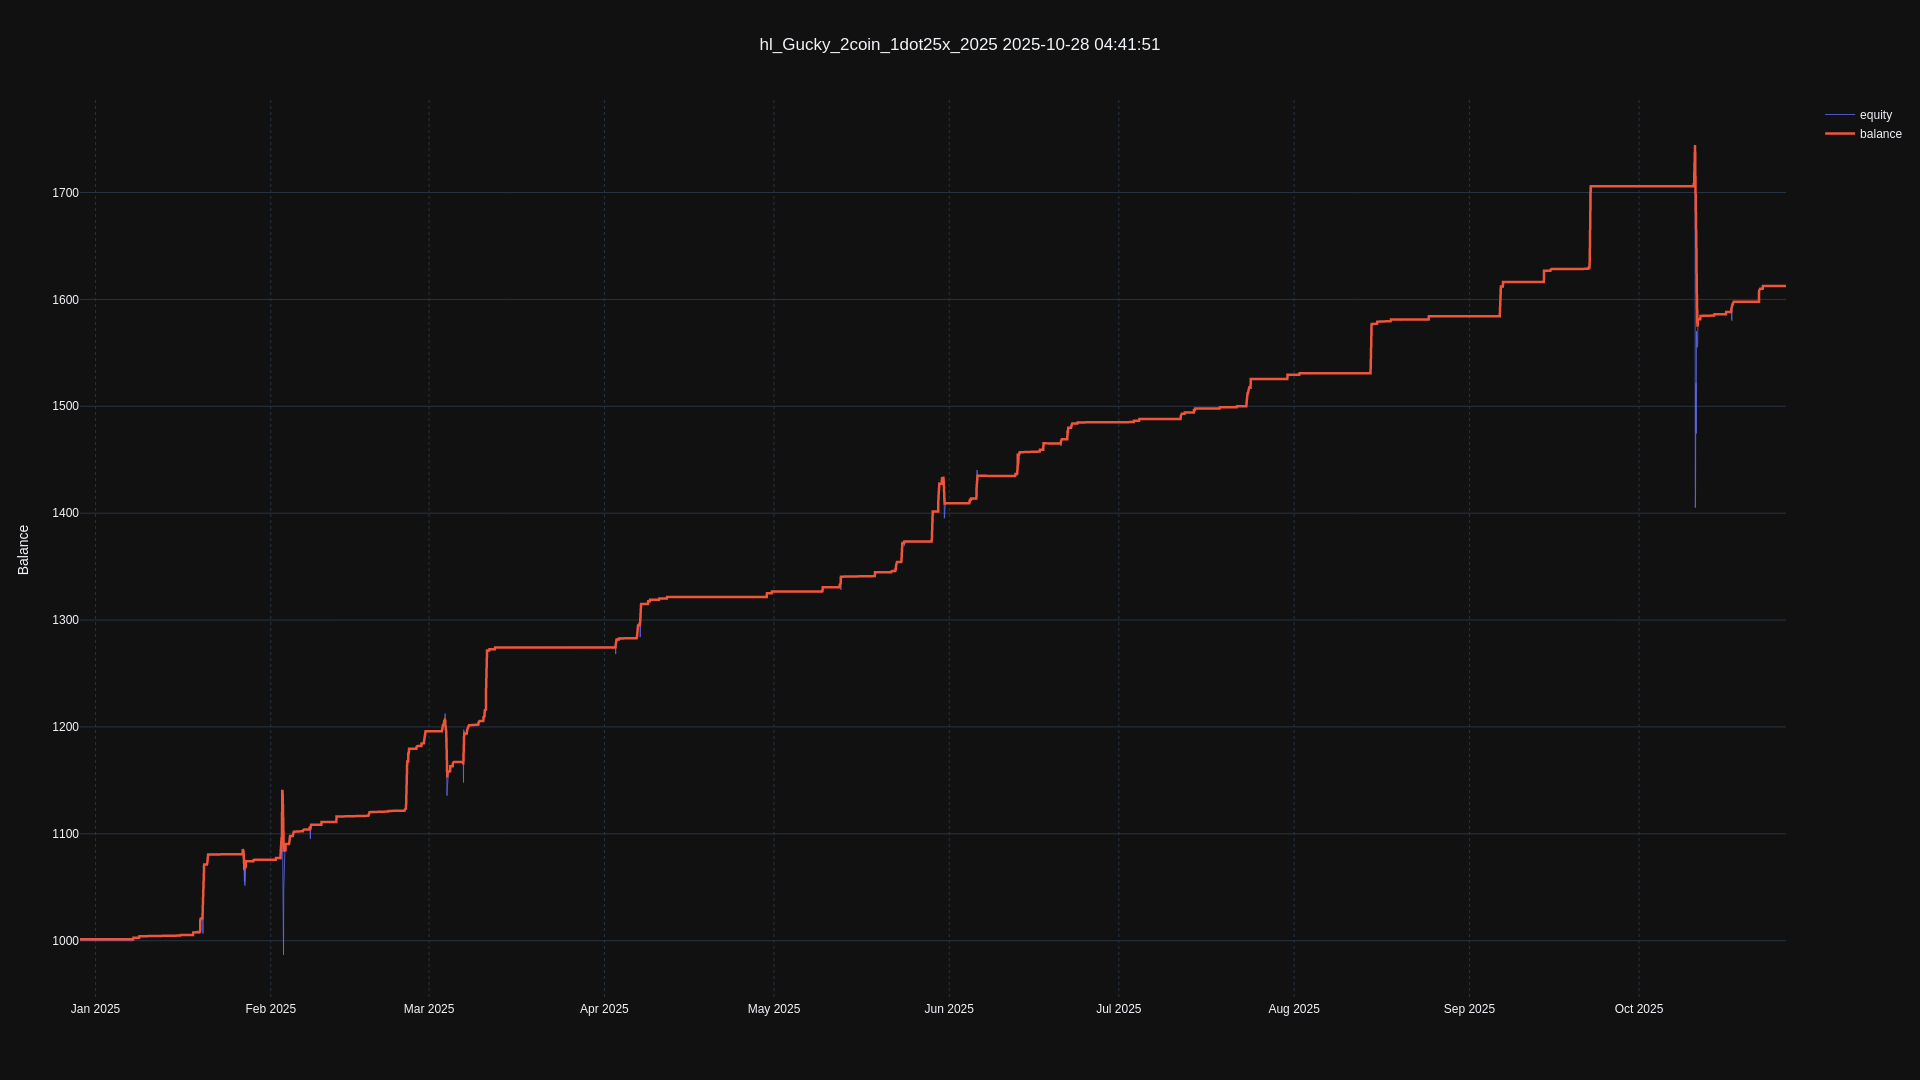 hl_Gucky_2coin_1dot25x_2025 2025-10-28 04:41:51
equity
balance
1700
1600
1500
1400
1300
1200
1100
1000
Balance
Jan 2025
Feb 2025
Mar 2025
Apr 2025
May 2025
Jun 2025
Jul 2025
Aug 2025
Sep 2025
Oct 2025